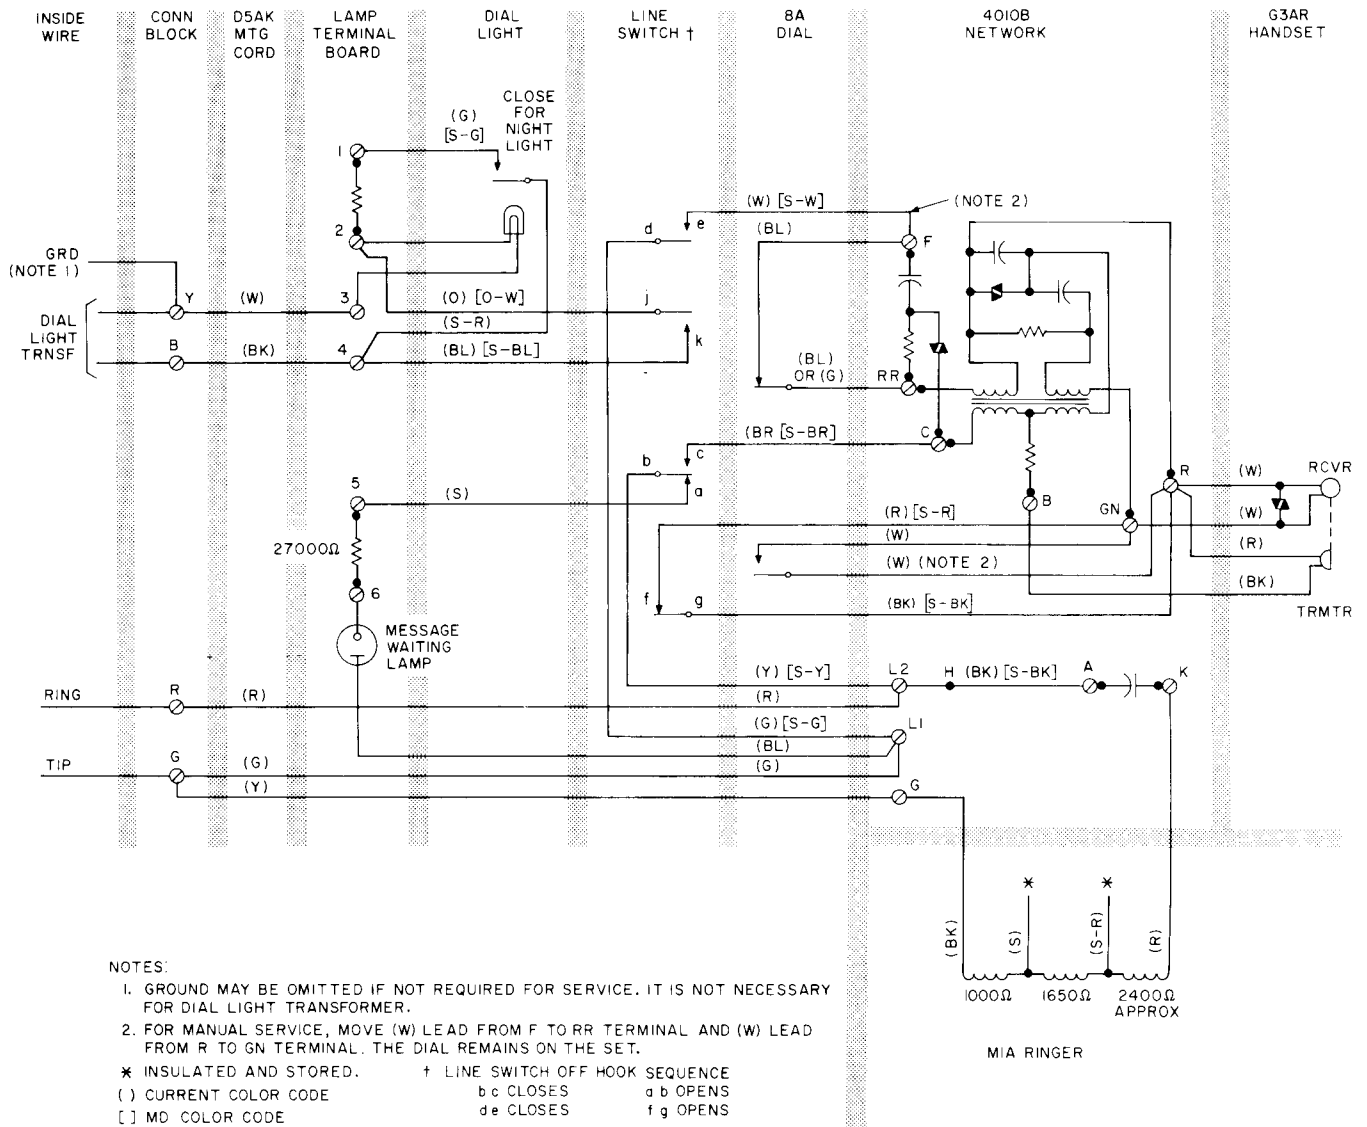 INSIDE WIRE
CONN BLOCK
D5AK MTG CORD
LAMP TERMINAL BOARD
DIAL LIGHT
LINE SWITCH †
8A DIAL
4010B NETWORK
G3AR HANDSET
CLOSE FOR NIGHT LIGHT
(G)
[S-G]
1
2
GRD
(NOTE 1)
Y
(W)
3
(O) [O-W]
(S-R)
DIAL LIGHT TRNSF
B
(BK)
4
(BL) [S-BL]
d
e
j
k
(W) [S-W]
(NOTE 2)
(BL)
F
(BL)
OR (G)
RR
(BR [S-BR]
C
b
c
a
5
(S)
27000Ω
6
MESSAGE WAITING LAMP
B
GN
R
(W)
RCVR
(W)
(R)
(BK)
TRMTR
(R) [S-R]
(W)
(W) (NOTE 2)
f
g
(BK) [S-BK]
(Y) [S-Y]
L2
H
(BK) [S-BK]
A
K
RING
R
(R)
(R)
(G) [S-G]
L1
(BL)
TIP
G
(G)
(G)
(Y)
G
(BK)
(S)
(S-R)
(R)
*
*
1000Ω
1650Ω
2400Ω
APPROX
M1A RINGER
NOTES:
1. GROUND MAY BE OMITTED IF NOT REQUIRED FOR SERVICE. IT IS NOT NECESSARY
FOR DIAL LIGHT TRANSFORMER.
2. FOR MANUAL SERVICE, MOVE (W) LEAD FROM F TO RR TERMINAL AND (W) LEAD
FROM R TO GN TERMINAL. THE DIAL REMAINS ON THE SET.
* INSULATED AND STORED.
† LINE SWITCH OFF HOOK SEQUENCE
( ) CURRENT COLOR CODE
bc CLOSES
ab OPENS
[ ] MD COLOR CODE
de CLOSES
fg OPENS